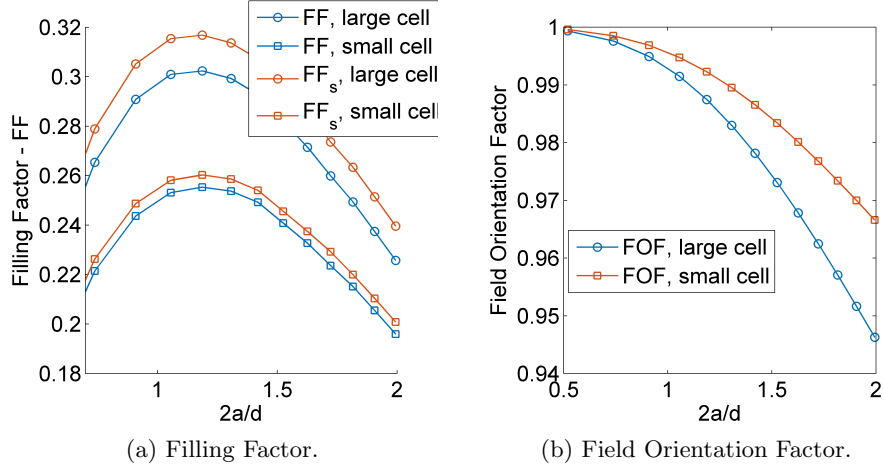 0.32
0.3
0.28
0.26
0.24
0.22
0.2
0.18
Filling Factor - FF
1
1.5
2
2a/d
FF, large cell
FF, small cell
FFs, large cell
FFs, small cell
(a) Filling Factor.
1
0.99
0.98
0.97
0.96
0.95
0.94
Field Orientation Factor
0.5
1
1.5
2
2a/d
FOF, large cell
FOF, small cell
(b) Field Orientation Factor.